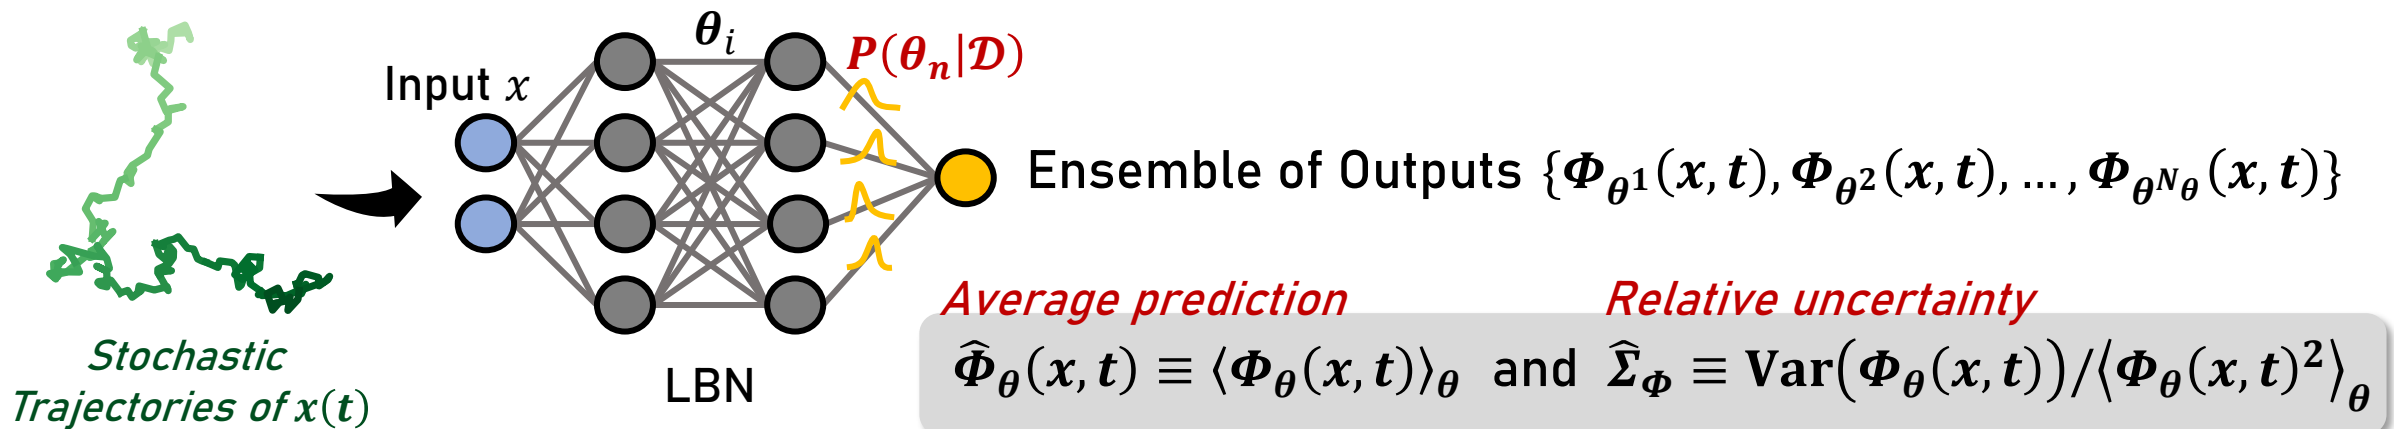 Stochastic
Trajectories of x(t)
Input x
θ_i
P(θ_n|𝒟)
LBN
Ensemble of Outputs {Φ_{θ^1}(x, t), Φ_{θ^2}(x, t), ..., Φ_{θ^{N_θ}}(x, t)}
Average prediction
Relative uncertainty
Φ̂_θ(x, t) ≡ ⟨Φ_θ(x, t)⟩_θ and Σ̂_Φ ≡ Var(Φ_θ(x, t))/⟨Φ_θ(x, t)^2⟩_θ